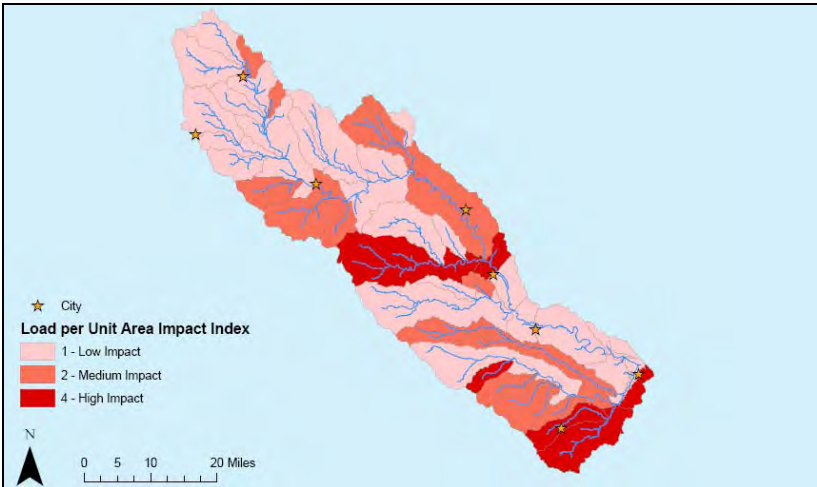 City
Load per Unit Area Impact Index
1 - Low Impact
2 - Medium Impact
4 - High Impact
N
0 5 10 20 Miles